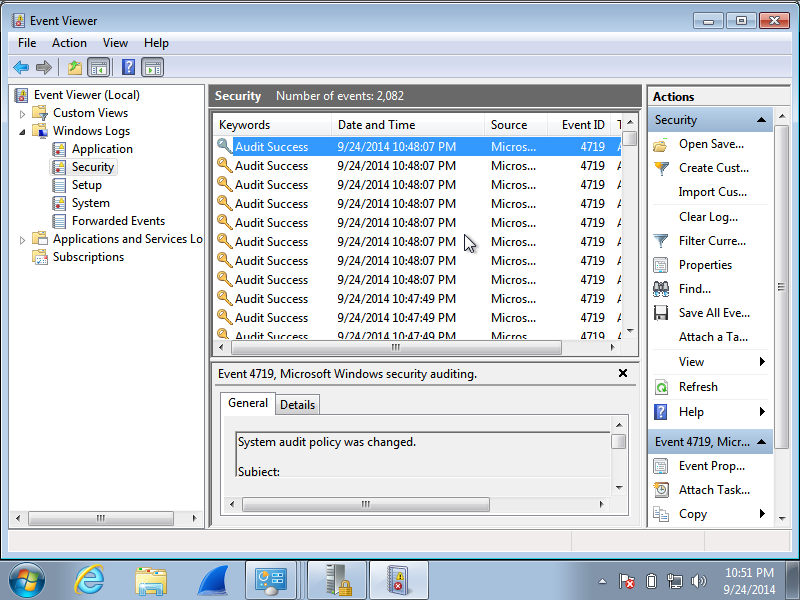 Event Viewer
File Action View Help
Event Viewer (Local)
Custom Views
Windows Logs
Application
Security
Setup
System
Forwarded Events
Applications and Services Lo
Subscriptions
Security Number of events: 2,082
Keywords Date and Time Source Event ID T
Audit Success 9/24/2014 10:48:07 PM Micros... 4719 A
Audit Success 9/24/2014 10:48:07 PM Micros... 4719 A
Audit Success 9/24/2014 10:48:07 PM Micros... 4719 A
Audit Success 9/24/2014 10:48:07 PM Micros... 4719 A
Audit Success 9/24/2014 10:48:07 PM Micros... 4719 A
Audit Success 9/24/2014 10:48:07 PM Micros... 4719 A
Audit Success 9/24/2014 10:48:07 PM Micros... 4719 A
Audit Success 9/24/2014 10:48:07 PM Micros... 4719 A
Audit Success 9/24/2014 10:47:49 PM Micros... 4719 A
Audit Success 9/24/2014 10:47:49 PM Micros... 4719 A
Audit Success 9/24/2014 10:47:49 PM Micros... 4719 A
Event 4719, Microsoft Windows security auditing.
General Details
System audit policy was changed.
Subject:
Actions
Security
Open Save...
Create Cust...
Import Cus...
Clear Log...
Filter Curre...
Properties
Find...
Save All Eve...
Attach a Ta...
View
Refresh
Help
Event 4719, Micr...
Event Prop...
Attach Task...
Copy
10:51 PM
9/24/2014